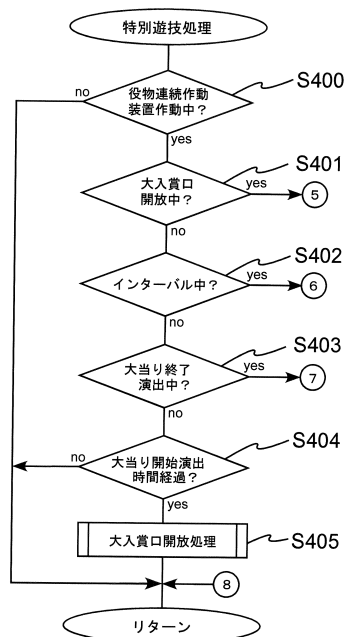 特別遊技処理
役物連続作動
装置作動中？
S400
no
yes
大入賞口
開放中？
S401
yes
5
no
インターバル中？
S402
yes
6
no
大当り終了
演出中？
S403
yes
7
no
大当り開始演出
時間経過？
S404
no
yes
大入賞口開放処理
S405
8
リターン